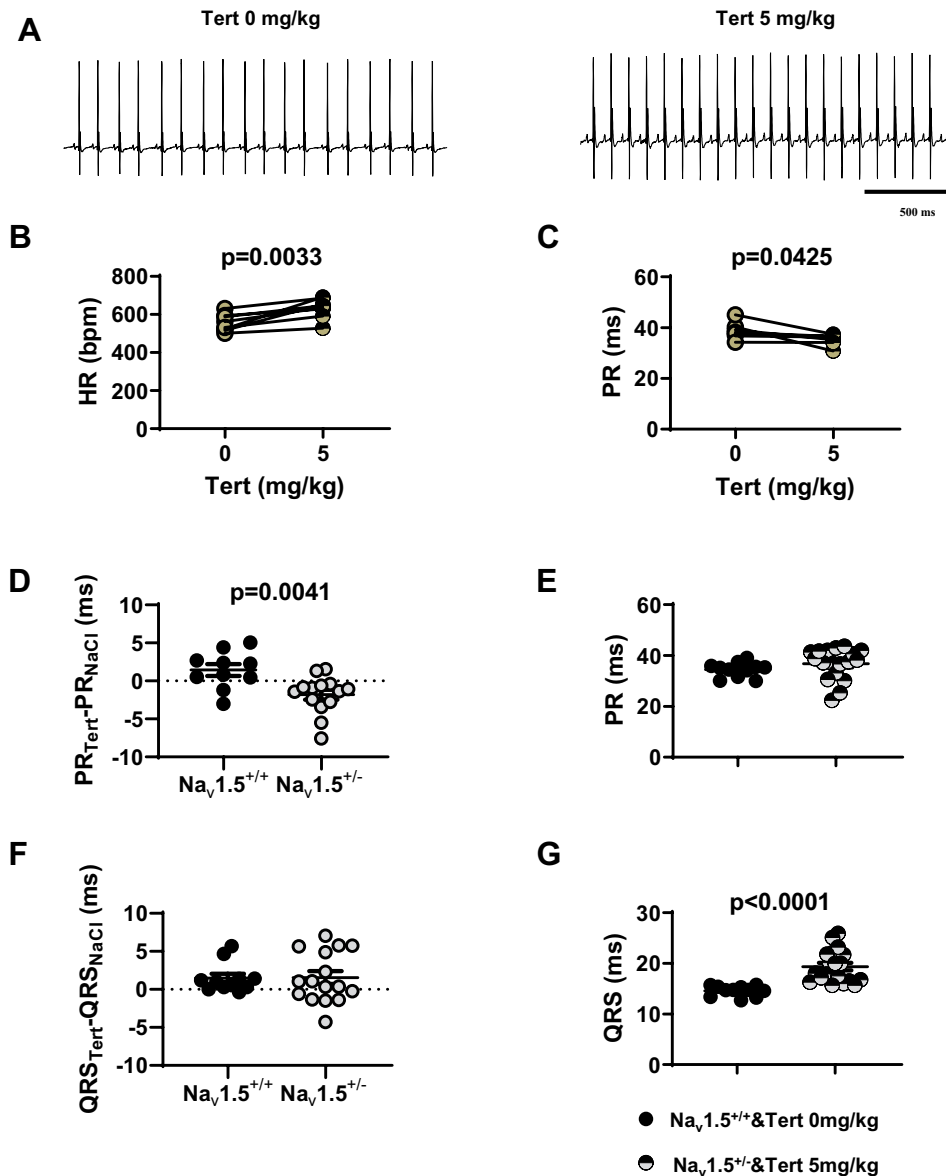 A
Tert 0 mg/kg
Tert 5 mg/kg
500 ms
B
p=0.0033
HR (bpm)
800
600
400
200
0
0 5
Tert (mg/kg)
C
p=0.0425
PR (ms)
60
40
20
0
0 5
Tert (mg/kg)
D
p=0.0041
PRTert-PRNaCl (ms)
10
5
0
-5
-10
Nav1.5+/+ Nav1.5+/-
E
PR (ms)
60
40
20
0
F
QRSTert-QRSNaCl (ms)
10
5
0
-5
-10
Nav1.5+/+ Nav1.5+/-
G
p<0.0001
QRS (ms)
30
20
10
0
Nav1.5+/+&Tert 0mg/kg
Nav1.5+/-&Tert 5mg/kg